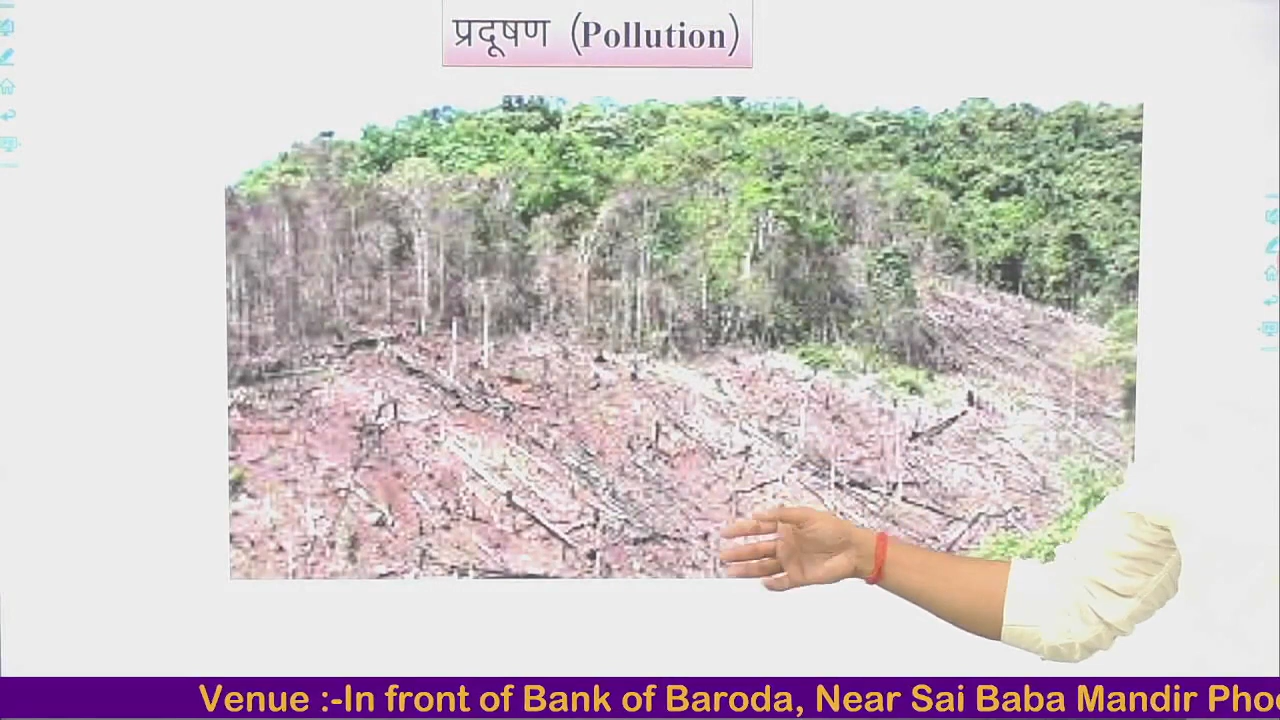 प्रदूषण (Pollution)
Venue :-In front of Bank of Baroda, Near Sai Baba Mandir